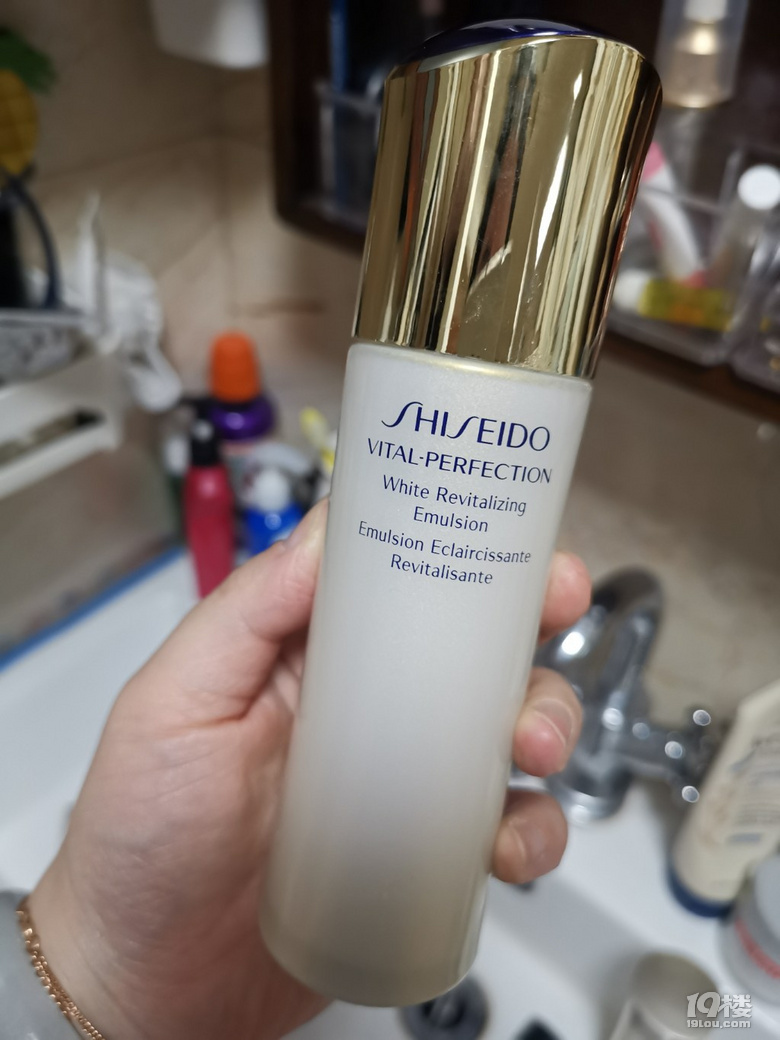 SHISEIDO
VITAL-PERFECTION
White Revitalizing
Emulsion
Emulsion Eclaircissante
Revitalisante
19楼
19lou.com